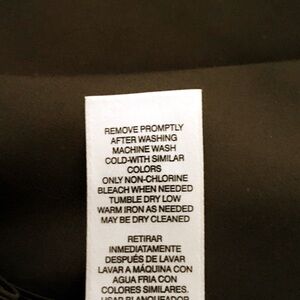 REMOVE PROMPTLY
AFTER WASHING
MACHINE WASH
COLD-WITH SIMILAR
COLORS
ONLY NON-CHLORINE
BLEACH WHEN NEEDED
TUMBLE DRY LOW
WARM IRON AS NEEDED
MAY BE DRY CLEANED
RETIRAR
INMEDIATAMENTE
DESPUÉS DE LAVAR
LAVAR A MÁQUINA CON
AGUA FRIA CON
COLORES SIMILARES.
USAR BLANQUEADOR